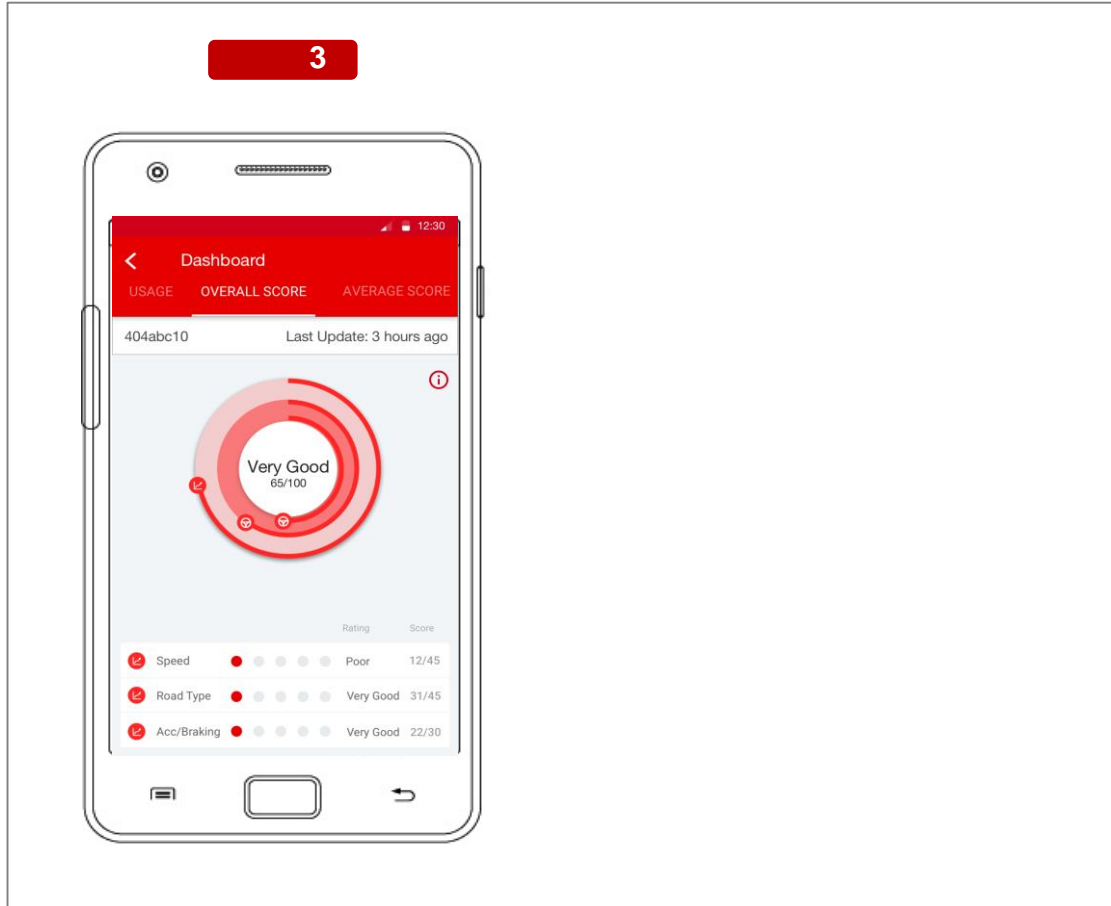 3
12:30
Dashboard
USAGE OVERALL SCORE AVERAGE SCORE
404abc10 Last Update: 3 hours ago
Very Good
65/100
Rating Score
Speed Poor 12/45
Road Type Very Good 31/45
Acc/Braking Very Good 22/30